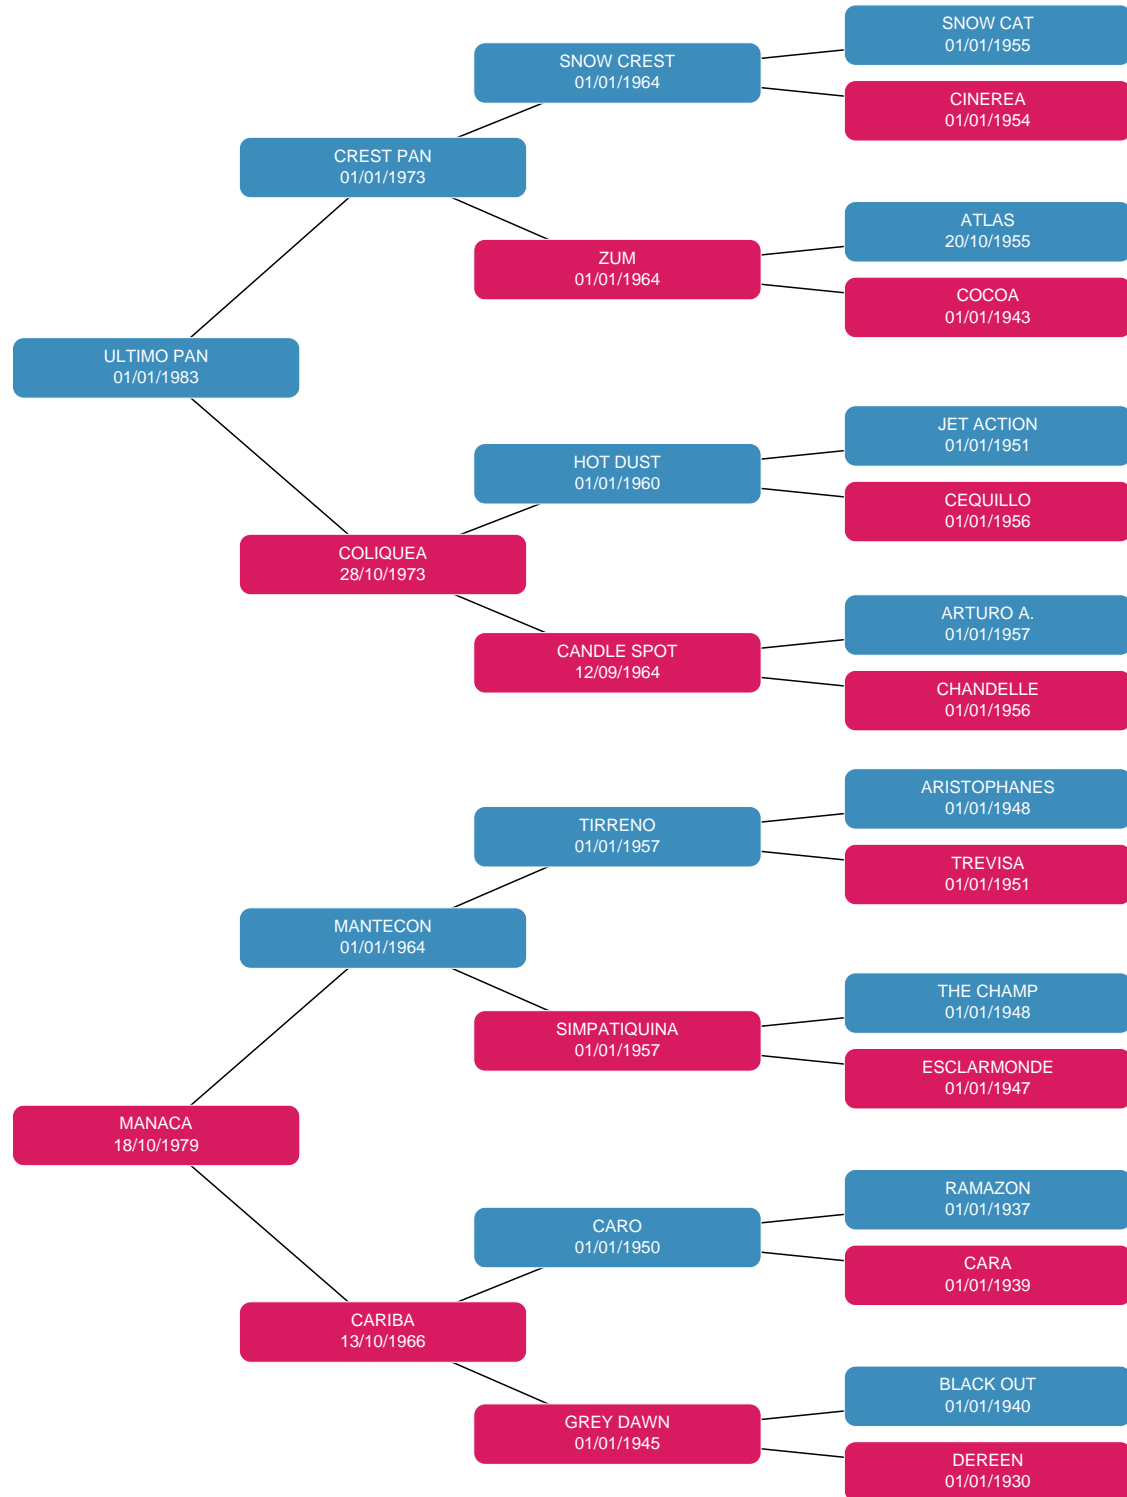 SNOW CAT
01/01/1955
SNOW CREST
01/01/1964
CINEREA
01/01/1954
CREST PAN
01/01/1973
ATLAS
20/10/1955
ZUM
01/01/1964
COCOA
01/01/1943
ULTIMO PAN
01/01/1983
JET ACTION
01/01/1951
HOT DUST
01/01/1960
CEQUILLO
01/01/1956
COLIQUEA
28/10/1973
ARTURO A.
01/01/1957
CANDLE SPOT
12/09/1964
CHANDELLE
01/01/1956
ARISTOPHANES
01/01/1948
TIRRENO
01/01/1957
TREVISA
01/01/1951
MANTECON
01/01/1964
THE CHAMP
01/01/1948
SIMPATIQUINA
01/01/1957
ESCLARMONDE
01/01/1947
MANACA
18/10/1979
RAMAZON
01/01/1937
CARO
01/01/1950
CARA
01/01/1939
CARIBA
13/10/1966
BLACK OUT
01/01/1940
GREY DAWN
01/01/1945
DEREEN
01/01/1930